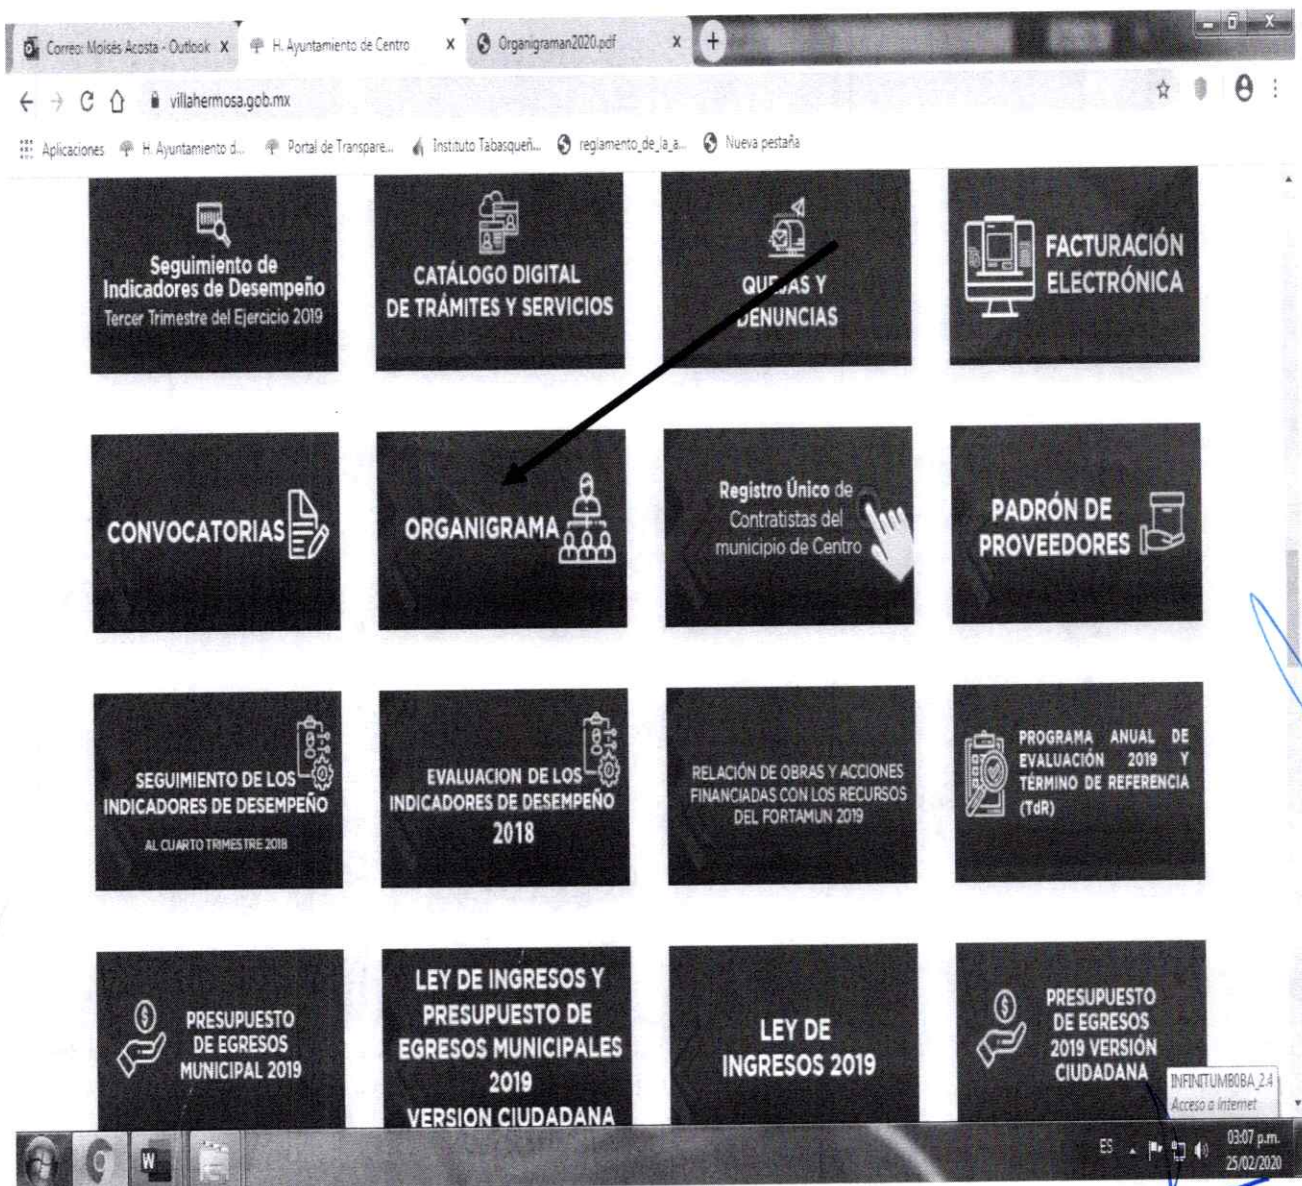 Correo: Moisés Acosta - Outlook X
H. Ayuntamiento de Centro x
Organigraman2020.pdf x
+
villahermosa.gob.mx
Aplicaciones
H. Ayuntamiento d...
Portal de Transpare...
Instituto Tabasqueñ...
reglamento_de_la_a...
Nueva pestaña
Seguimiento de
Indicadores de Desempeño
Tercer Trimestre del Ejercicio 2019
CATÁLOGO DIGITAL
DE TRÁMITES Y SERVICIOS
QUEJAS Y
DENUNCIAS
FACTURACIÓN
ELECTRÓNICA
CONVOCATORIAS
ORGANIGRAMA
Registro Único de
Contratistas del
municipio de Centro
PADRÓN DE
PROVEEDORES
SEGUIMIENTO DE LOS
INDICADORES DE DESEMPEÑO
AL CUARTO TRIMESTRE 2018
EVALUACION DE LOS
INDICADORES DE DESEMPEÑO
2018
RELACIÓN DE OBRAS Y ACCIONES
FINANCIADAS CON LOS RECURSOS
DEL FORTAMUN 2019
PROGRAMA ANUAL DE
EVALUACIÓN 2019 Y
TÉRMINO DE REFERENCIA
(TdR)
PRESUPUESTO
DE EGRESOS
MUNICIPAL 2019
LEY DE INGRESOS Y
PRESUPUESTO DE
EGRESOS MUNICIPALES
2019
VERSION CIUDADANA
LEY DE
INGRESOS 2019
PRESUPUESTO
DE EGRESOS
2019 VERSIÓN
CIUDADANA
INFINITUMB0BA_2.4
Acceso a Internet
W
ES
03:07 p.m.
25/02/2020